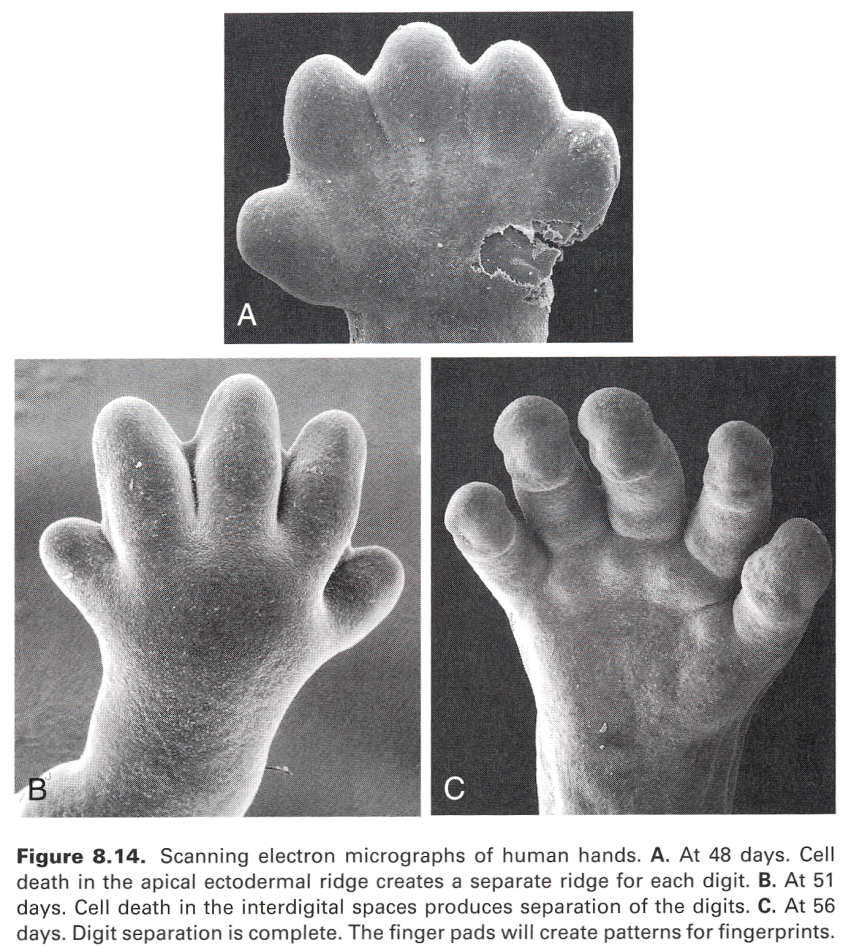 A
B
C
Figure 8.14. Scanning electron micrographs of human hands. A. At 48 days. Cell
death in the apical ectodermal ridge creates a separate ridge for each digit. B. At 51
days. Cell death in the interdigital spaces produces separation of the digits. C. At 56
days. Digit separation is complete. The finger pads will create patterns for fingerprints.